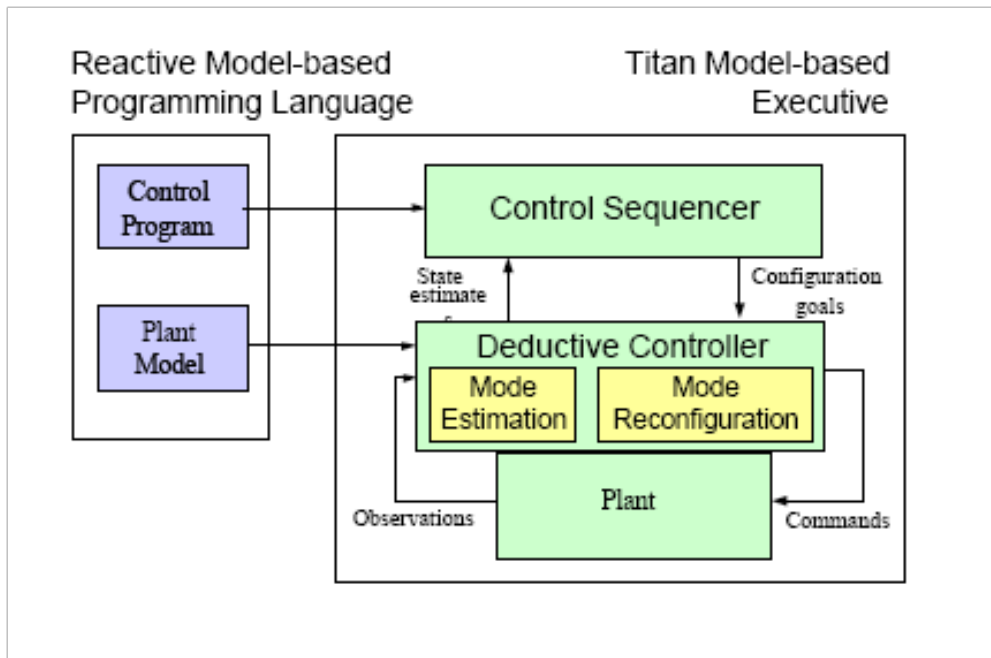 Reactive Model-based
Programming Language
Titan Model-based
Executive
Control
Program
Control Sequencer
State
estimate
Configuration
goals
Plant
Model
Deductive Controller
Mode
Estimation
Mode
Reconfiguration
Observations
Plant
Commands